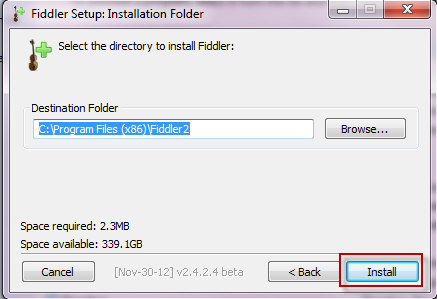 Fiddler Setup: Installation Folder
Select the directory to install Fiddler:
Destination Folder
C:\Program Files (x86)\Fiddler2
Browse...
Space required: 2.3MB
Space available: 339.1GB
Cancel
[Nov-30-12] v2.4.2.4 beta
< Back
Install